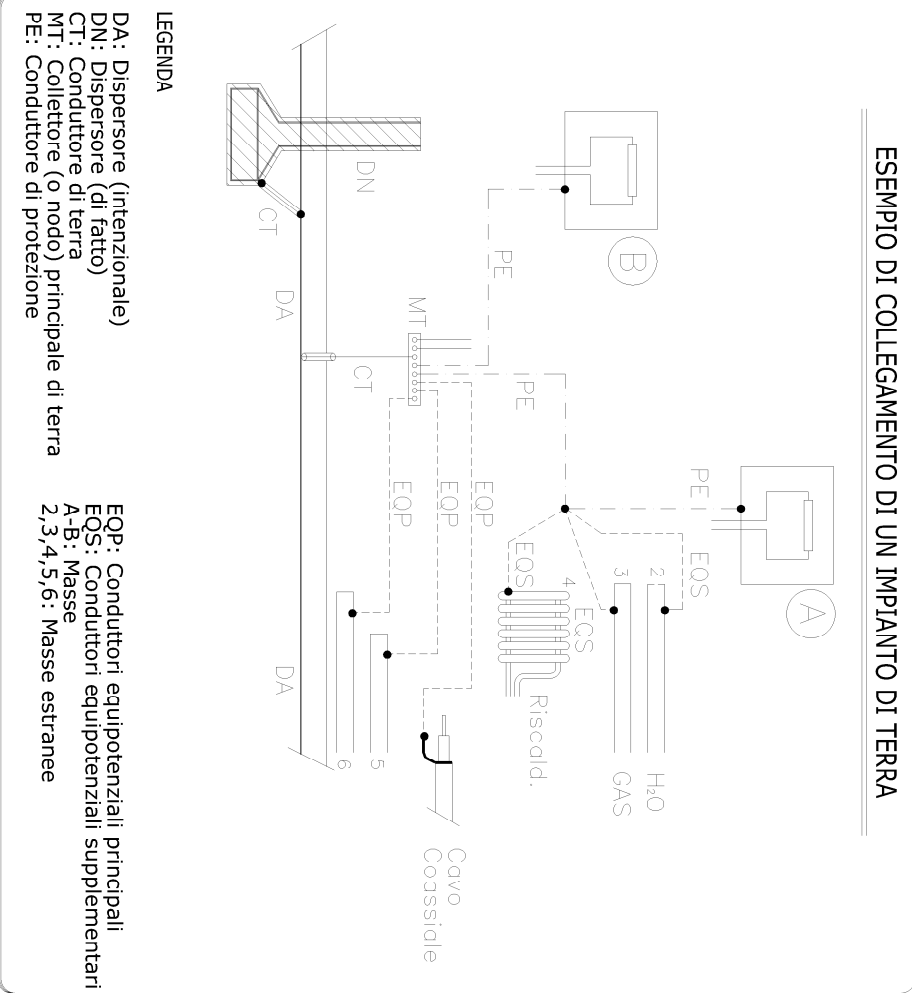 ESEMPIO DI COLLEGAMENTO DI UN IMPIANTO DI TERRA
A
B
PE
EQS
PE
2
3
H₂O
GAS
4
EQS
EQS
Riscald.
PE
MT
EQP
EQP
EQP
Cavo
Coassiale
DN
CT
CT
5
6
DA
DA
LEGENDA
DA: Dispersore (intenzionale)
DN: Dispersore (di fatto)
CT: Conduttore di terra
MT: Collettore (o nodo) principale di terra
PE: Conduttore di protezione
EQP: Conduttori equipotenziali principali
EQS: Conduttori equipotenziali supplementari
A-B: Masse
2,3,4,5,6: Masse estranee